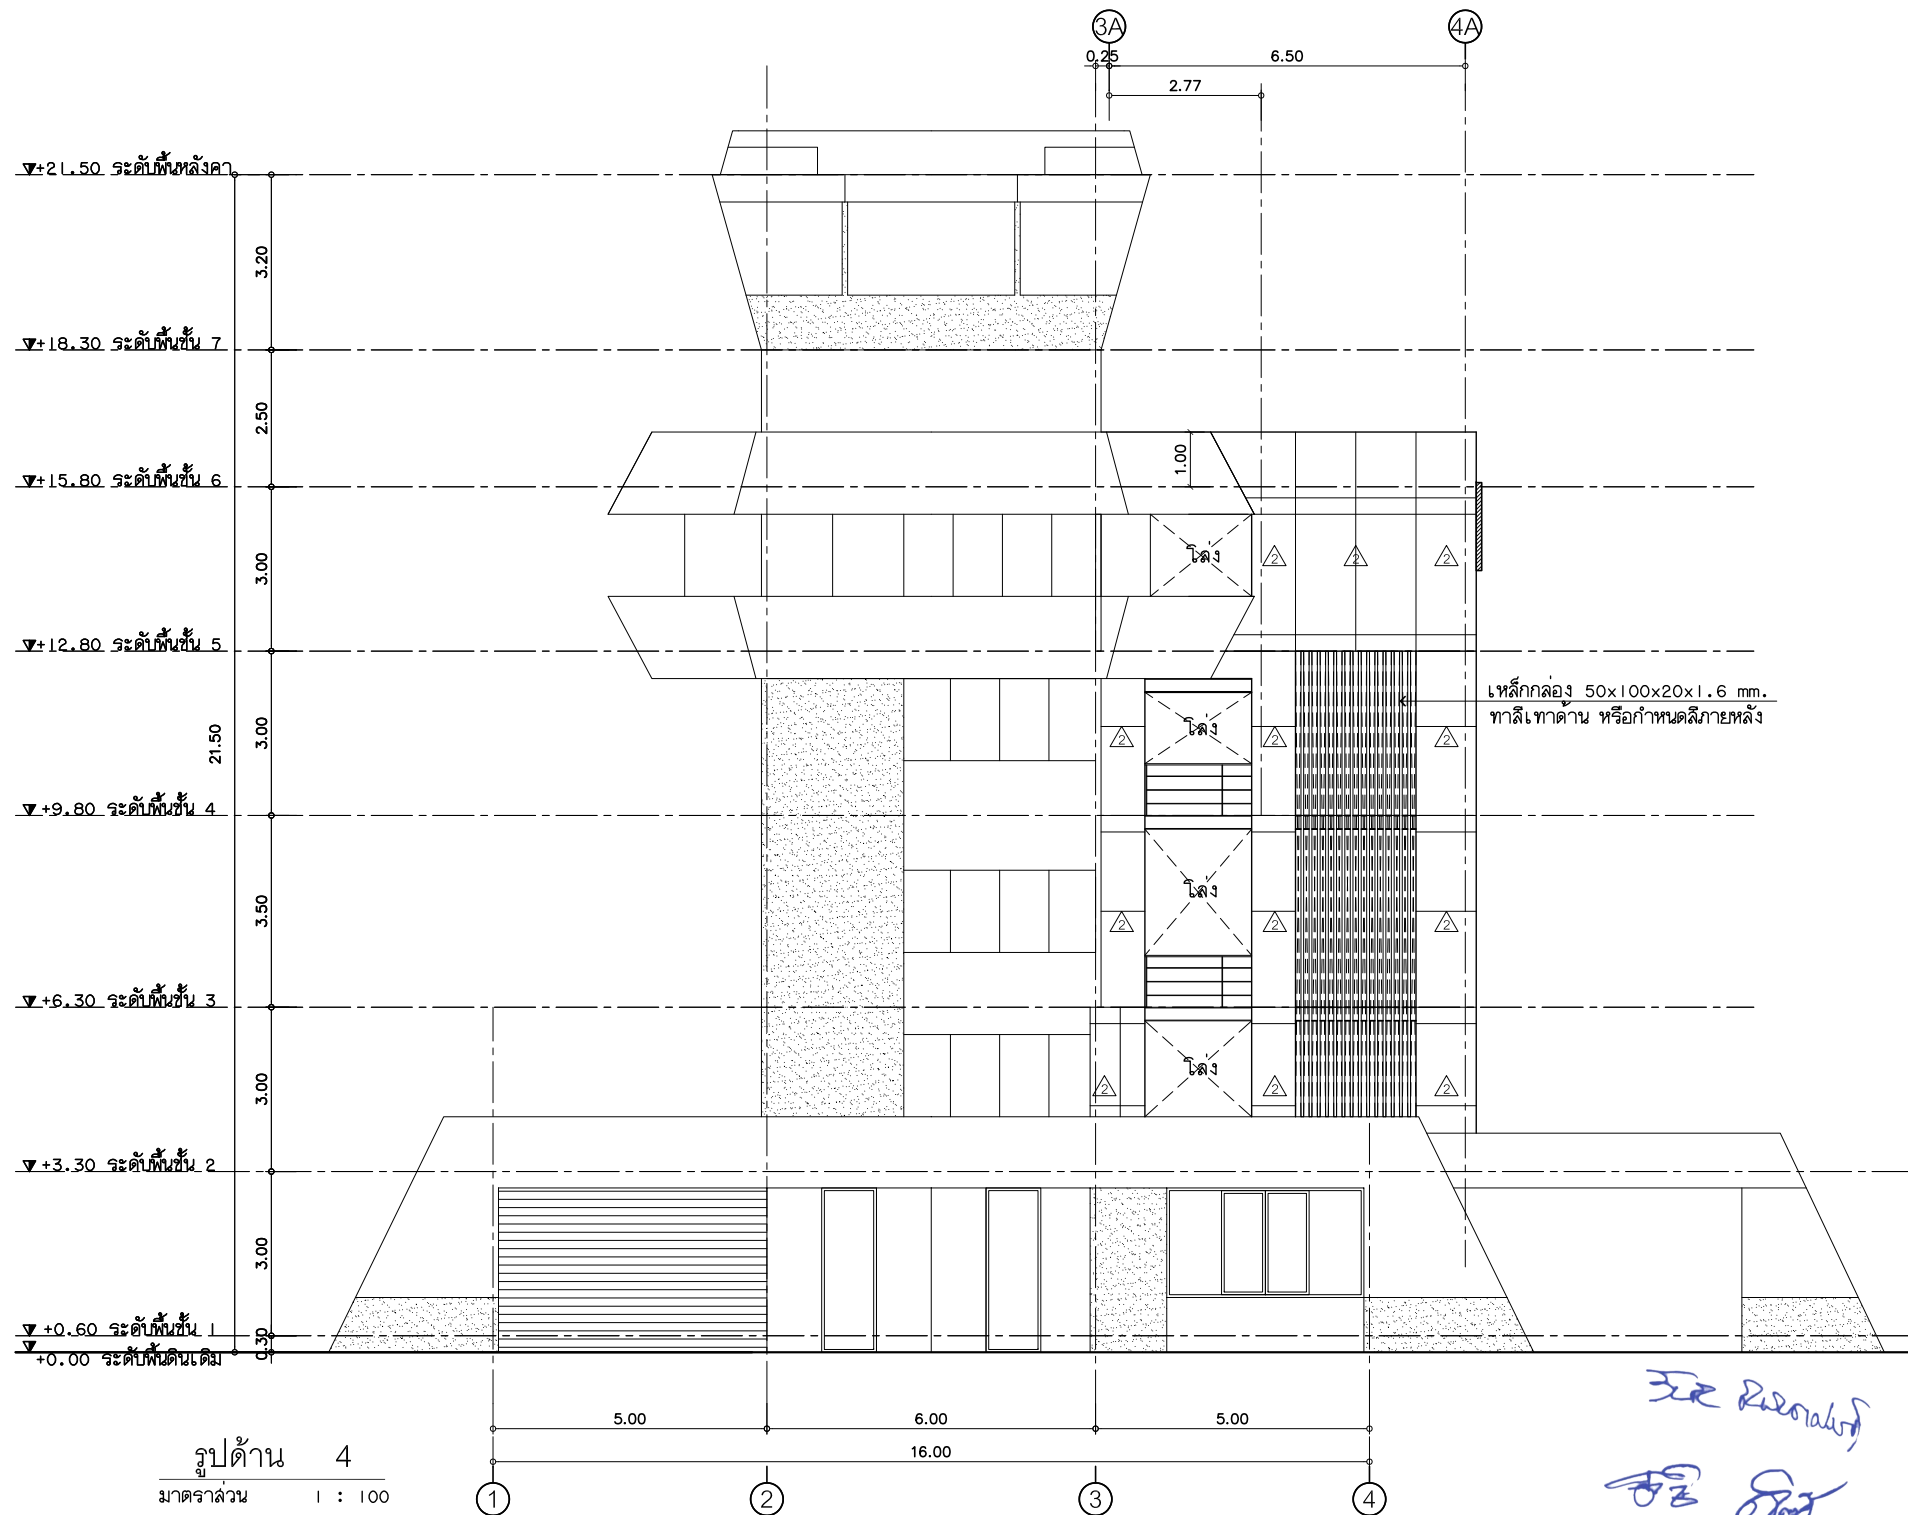 3A 4A
0.25 6.50
2.77
+21.50 ระดับพื้นหลังคา
3.20
+18.30 ระดับพื้นชั้น 7
2.50
1.00
+15.80 ระดับพื้นชั้น 6
โล่ง
3.00
2 2 2
+12.80 ระดับพื้นชั้น 5
เหล็กกล่อง 50x100x20x1.6 mm.
ทาสีเทาด้าน หรือกำหนดสีภายหลัง
โล่ง
21.50 3.00
2 2 2
+9.80 ระดับพื้นชั้น 4
โล่ง
3.50
2 2 2
+6.30 ระดับพื้นชั้น 3
โล่ง
3.00
2 2 2
+3.30 ระดับพื้นชั้น 2
3.00
+0.60 ระดับพื้นชั้น 1
0.30
+0.00 ระดับพื้นดินเดิม
5.00 6.00 5.00
16.00
รูปด้าน 4
มาตราส่วน 1 : 100
1 2 3 4